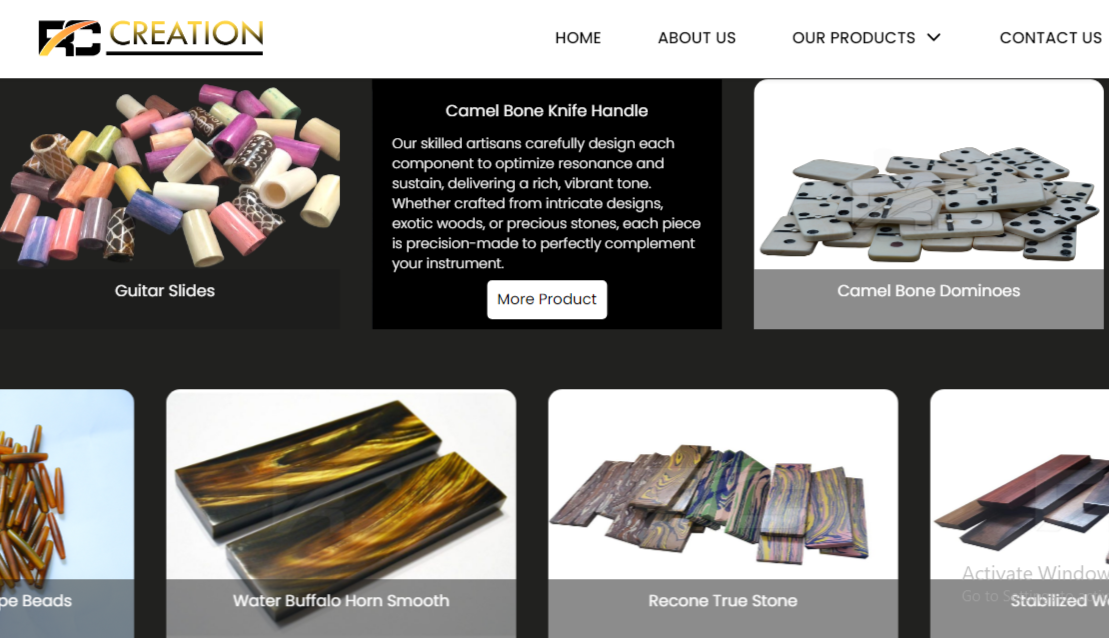 RC CREATION
HOME
ABOUT US
OUR PRODUCTS
CONTACT US
Guitar Slides
Camel Bone Knife Handle
Our skilled artisans carefully design each
component to optimize resonance and
sustain, delivering a rich, vibrant tone.
Whether crafted from intricate designs,
exotic woods, or precious stones, each piece
is precision-made to perfectly complement
your instrument.
More Product
Camel Bone Dominoes
pe Beads
Water Buffalo Horn Smooth
Recone True Stone
Activate Window
Go to
Stabilized